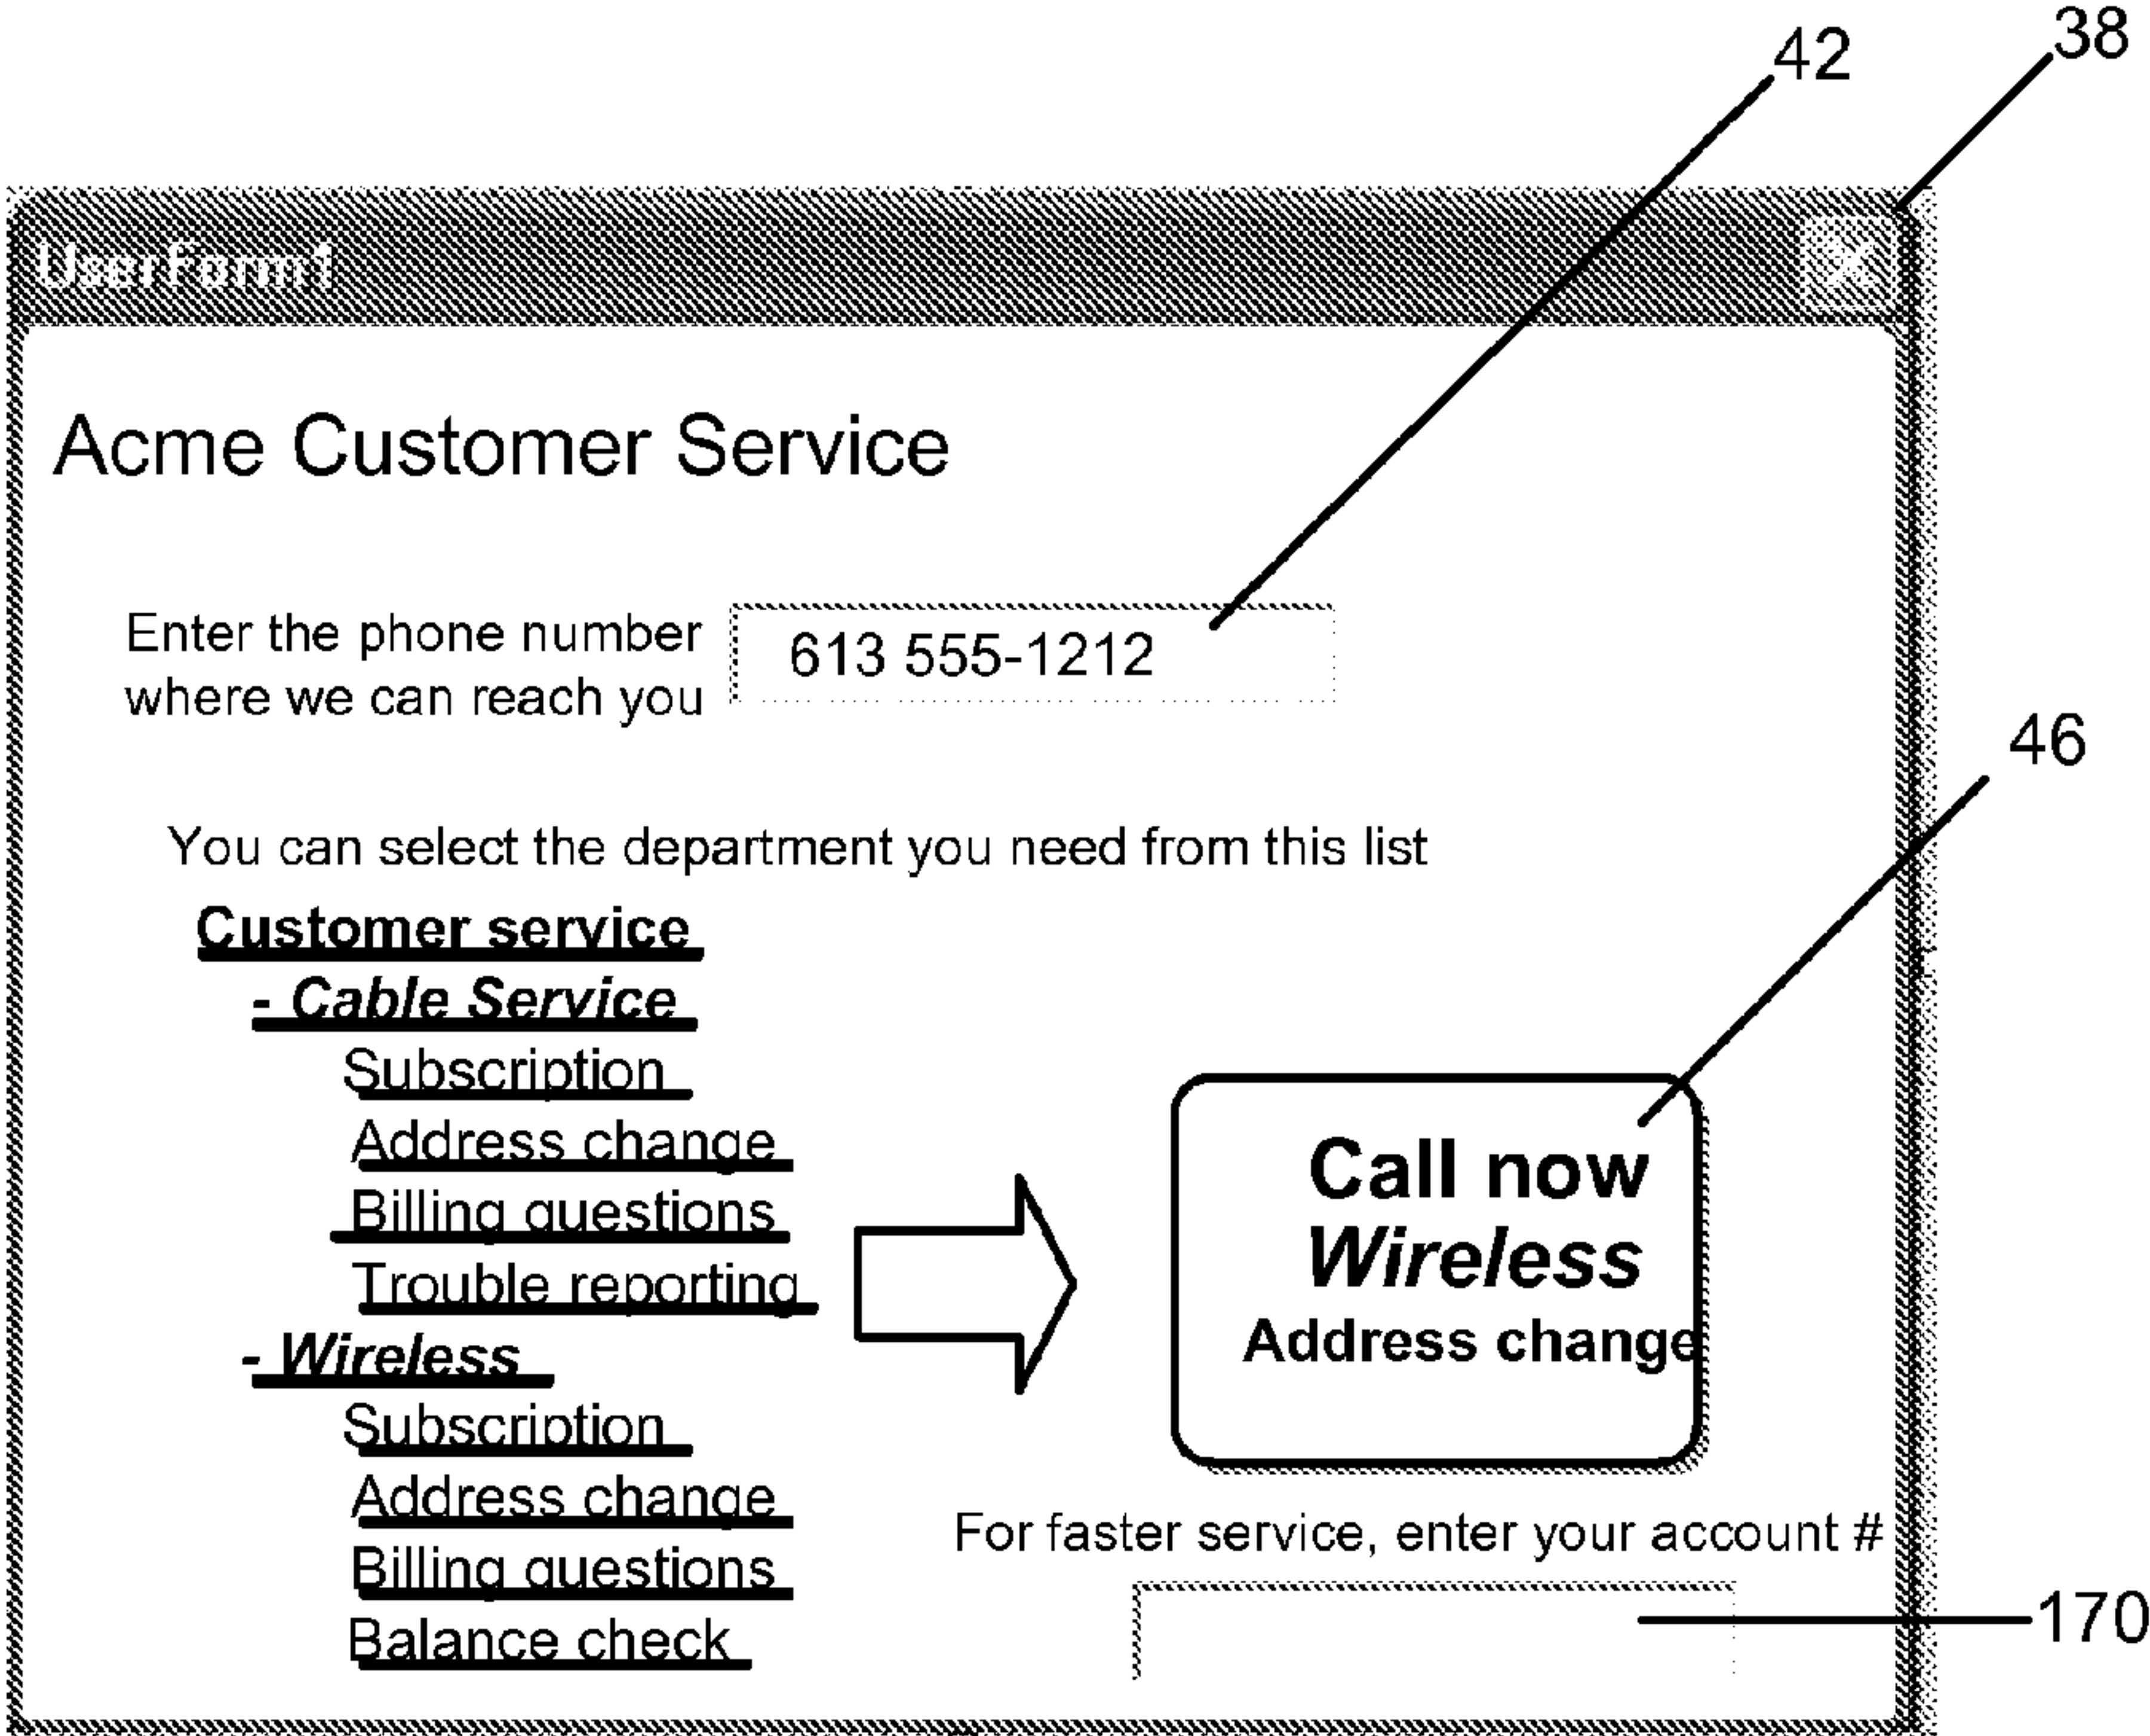 42
38
UserForm1
Acme Customer Service
Enter the phone number
where we can reach you
613 555-1212
46
You can select the department you need from this list
Customer service
- Cable Service
Subscription
Address change
Billing questions
Trouble reporting
- Wireless
Subscription
Address change
Billing questions
Balance check
Call now
Wireless
Address change
For faster service, enter your account #
170